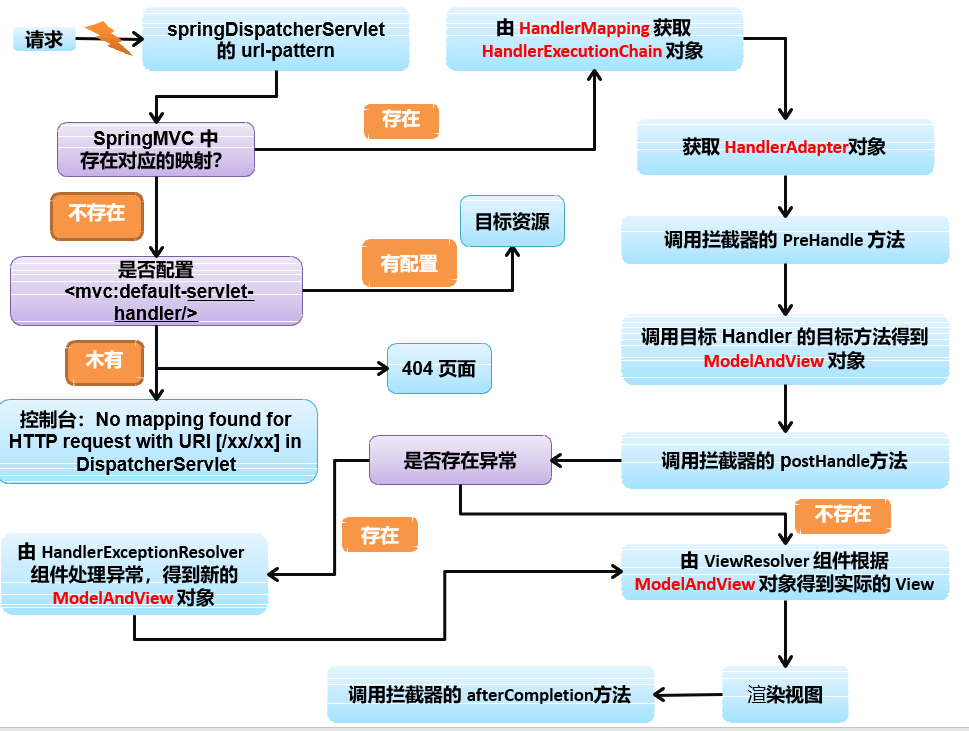 请求
springDispatcherServlet
的 url-pattern
由 HandlerMapping 获取
HandlerExecutionChain 对象
存在
SpringMVC 中
存在对应的映射?
获取 HandlerAdapter对象
不存在
目标资源
调用拦截器的 PreHandle 方法
有配置
是否配置
<mvc:default-servlet-
handler/>
调用目标 Handler 的目标方法得到
ModelAndView 对象
木有
404 页面
控制台：No mapping found for
HTTP request with URI [/xx/xx] in
DispatcherServlet
是否存在异常
调用拦截器的 postHandle方法
不存在
存在
由 HandlerExceptionResolver
组件处理异常，得到新的
ModelAndView 对象
由 ViewResolver 组件根据
ModelAndView 对象得到实际的 View
调用拦截器的 afterCompletion方法
渲染视图